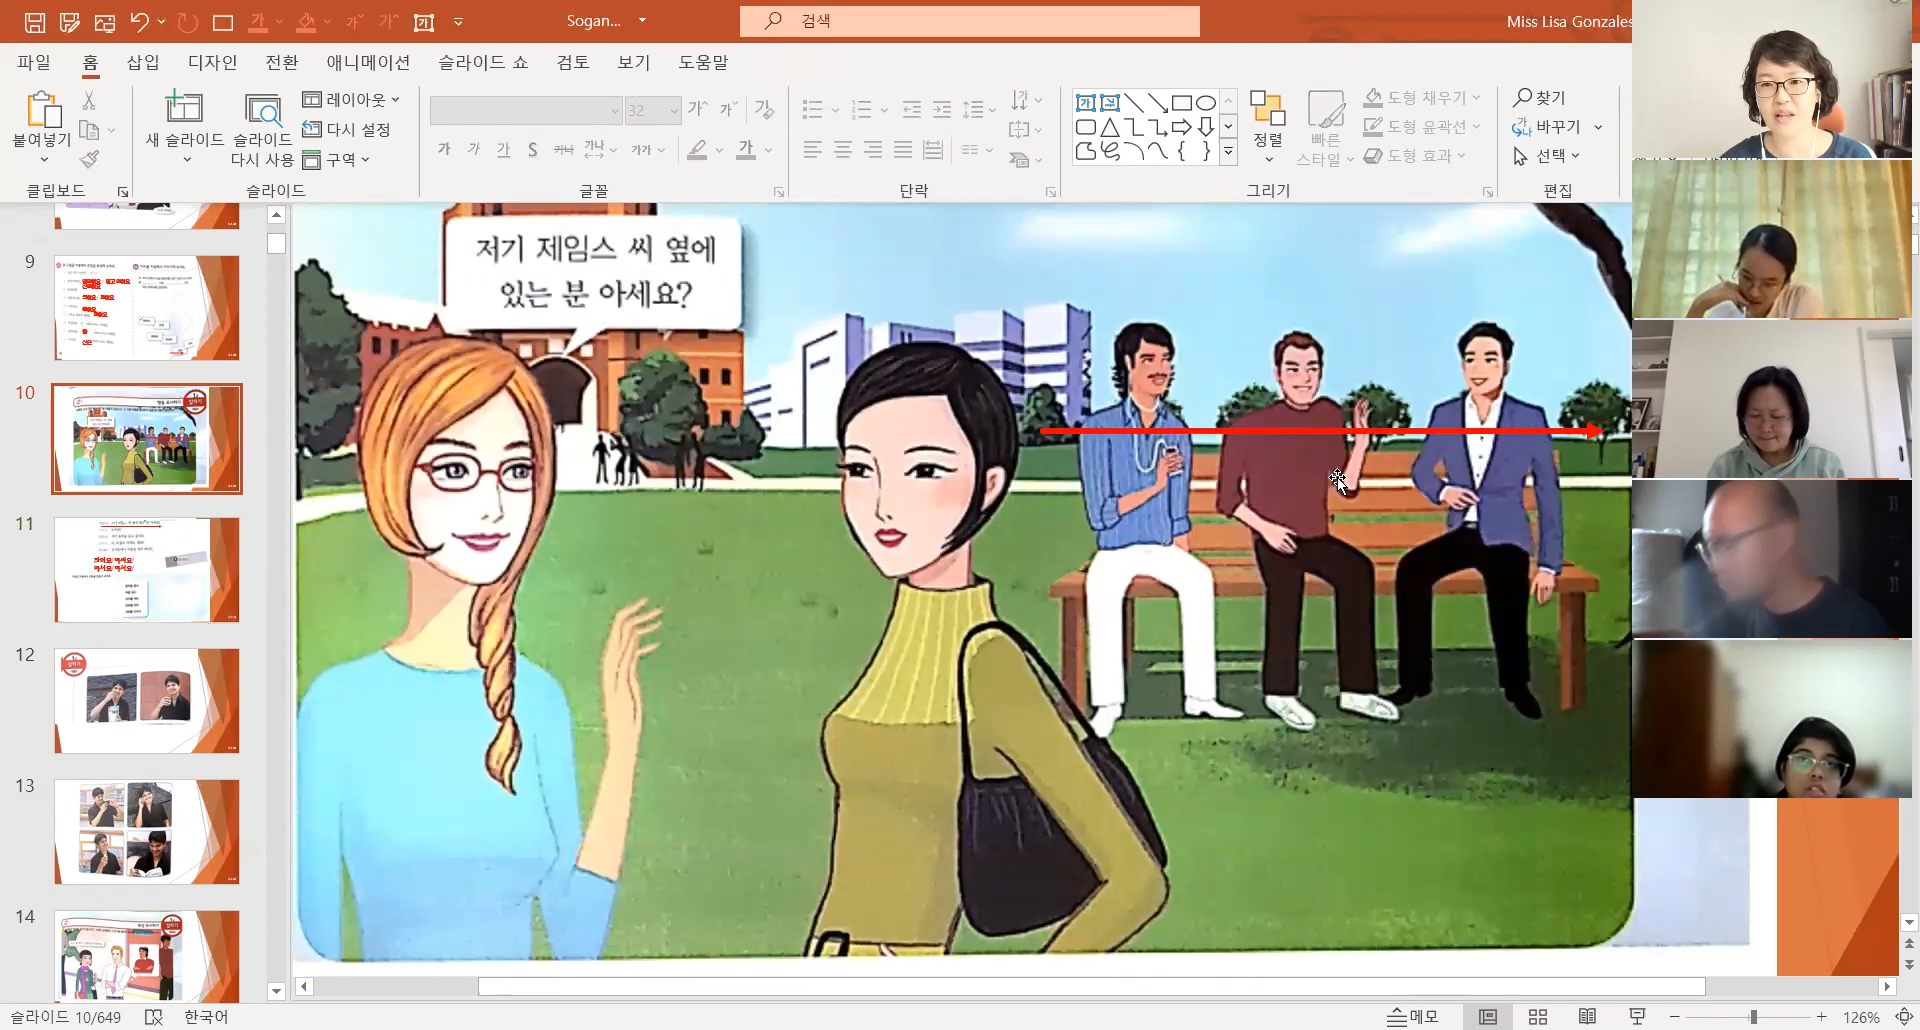 Sogan...
검색
Miss Lisa Gonzales
파일 홈 삽입 디자인 전환 애니메이션 슬라이드 쇼 검토 보기 도움말
붙여넣기
클립보드
새 슬라이드
슬라이드 다시 사용
레이아웃
다시 설정
구역
슬라이드
32
글꼴
단락
정렬
빠른 스타일
도형 채우기
도형 윤곽선
도형 효과
그리기
찾기
바꾸기
선택
편집
9
10
11
12
13
14
저기 제임스 씨 옆에
있는 분 아세요?
슬라이드 10/649
한국어
메모
126%